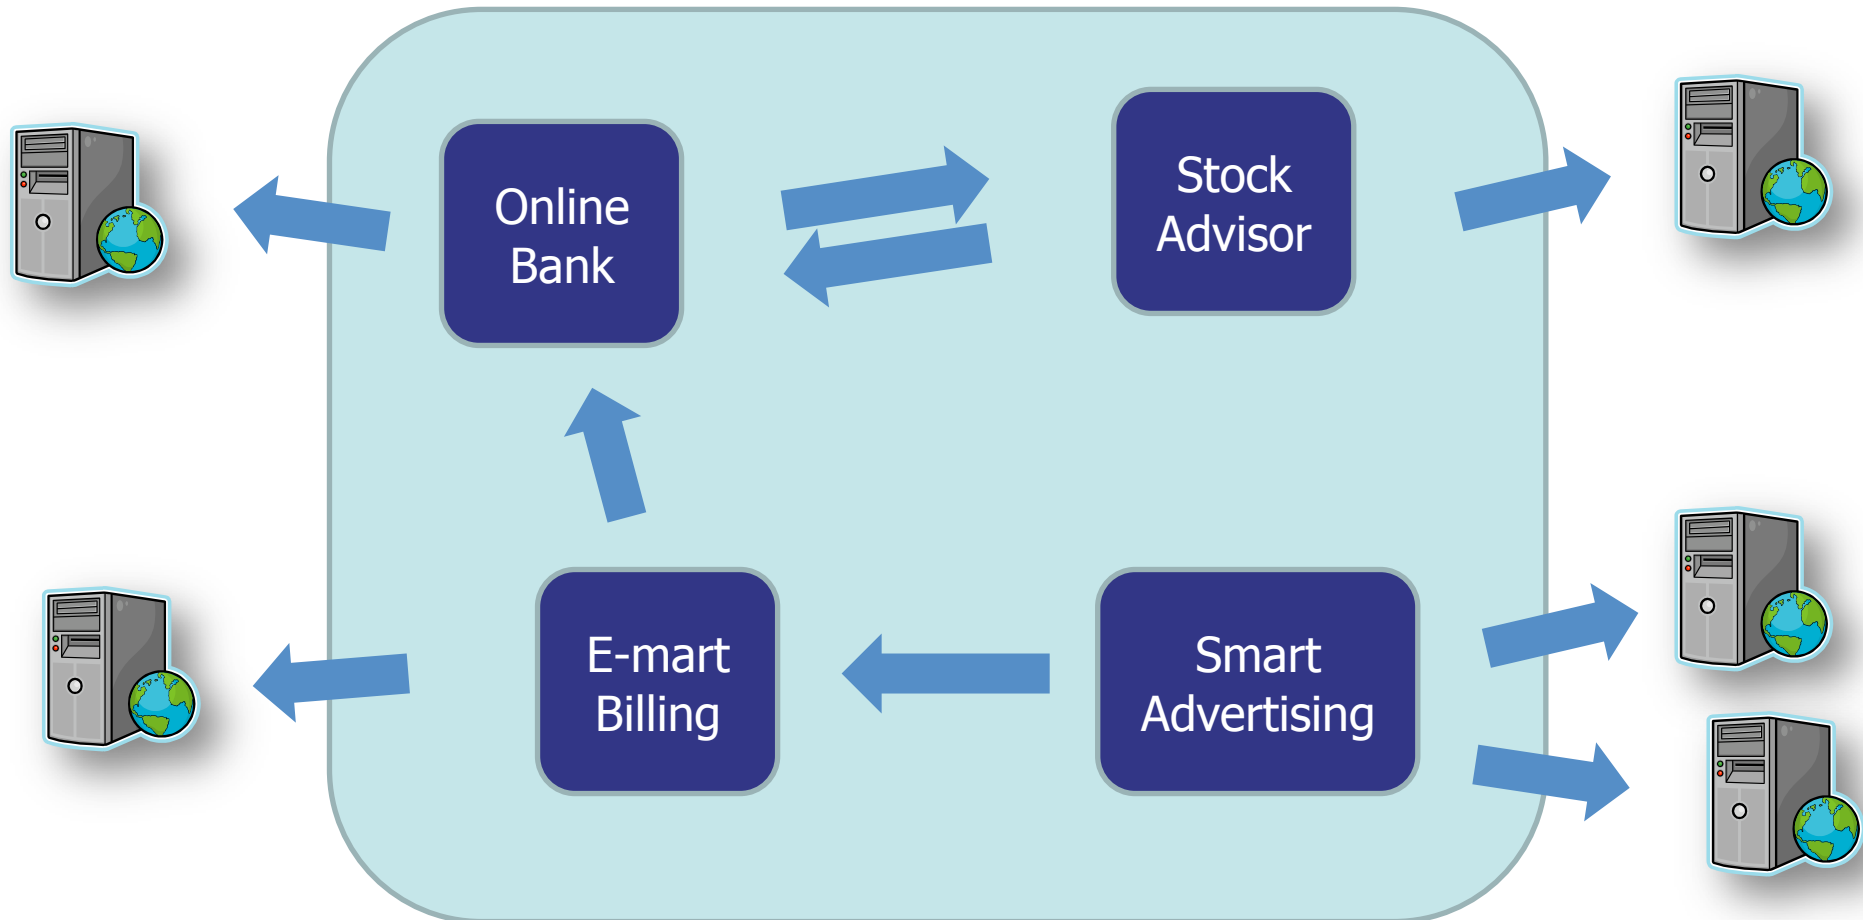 Online
Bank
Stock
Advisor
E-mart
Billing
Smart
Advertising